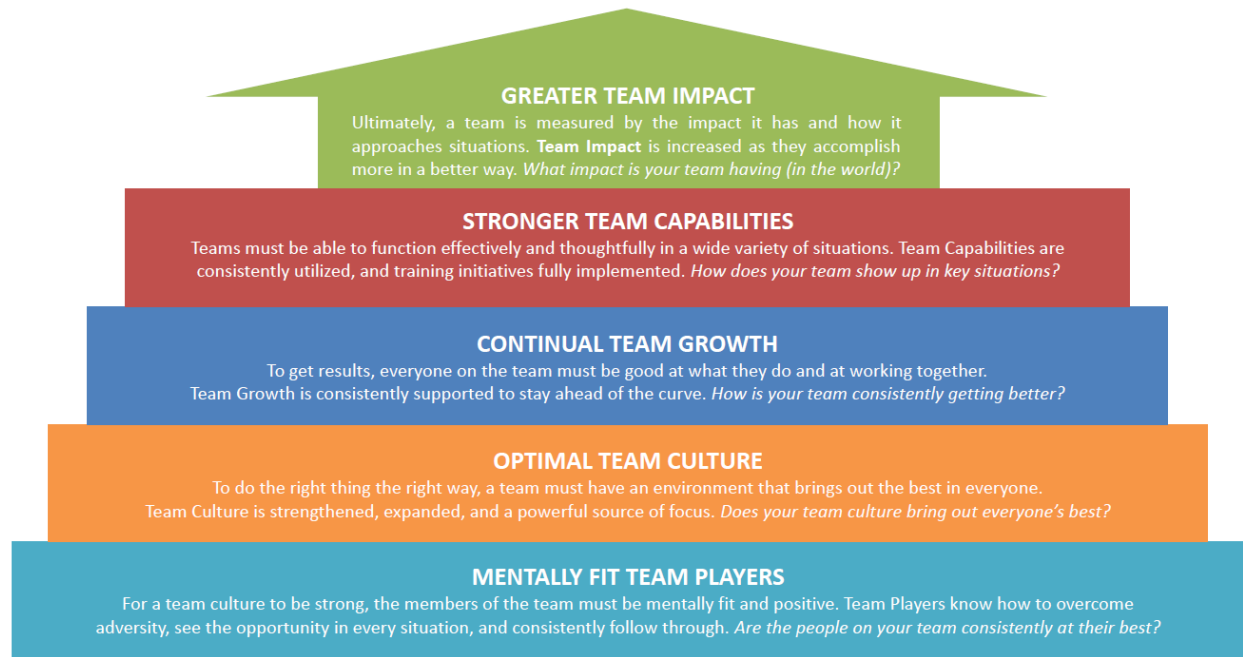 GREATER TEAM IMPACT
Ultimately, a team is measured by the impact it has and how it
approaches situations. Team Impact is increased as they accomplish
more in a better way. What impact is your team having (in the world)?
STRONGER TEAM CAPABILITIES
Teams must be able to function effectively and thoughtfully in a wide variety of situations. Team Capabilities are
consistently utilized, and training initiatives fully implemented. How does your team show up in key situations?
CONTINUAL TEAM GROWTH
To get results, everyone on the team must be good at what they do and at working together.
Team Growth is consistently supported to stay ahead of the curve. How is your team consistently getting better?
OPTIMAL TEAM CULTURE
To do the right thing the right way, a team must have an environment that brings out the best in everyone.
Team Culture is strengthened, expanded, and a powerful source of focus. Does your team culture bring out everyone’s best?
MENTALLY FIT TEAM PLAYERS
For a team culture to be strong, the members of the team must be mentally fit and positive. Team Players know how to overcome
adversity, see the opportunity in every situation, and consistently follow through. Are the people on your team consistently at their best?